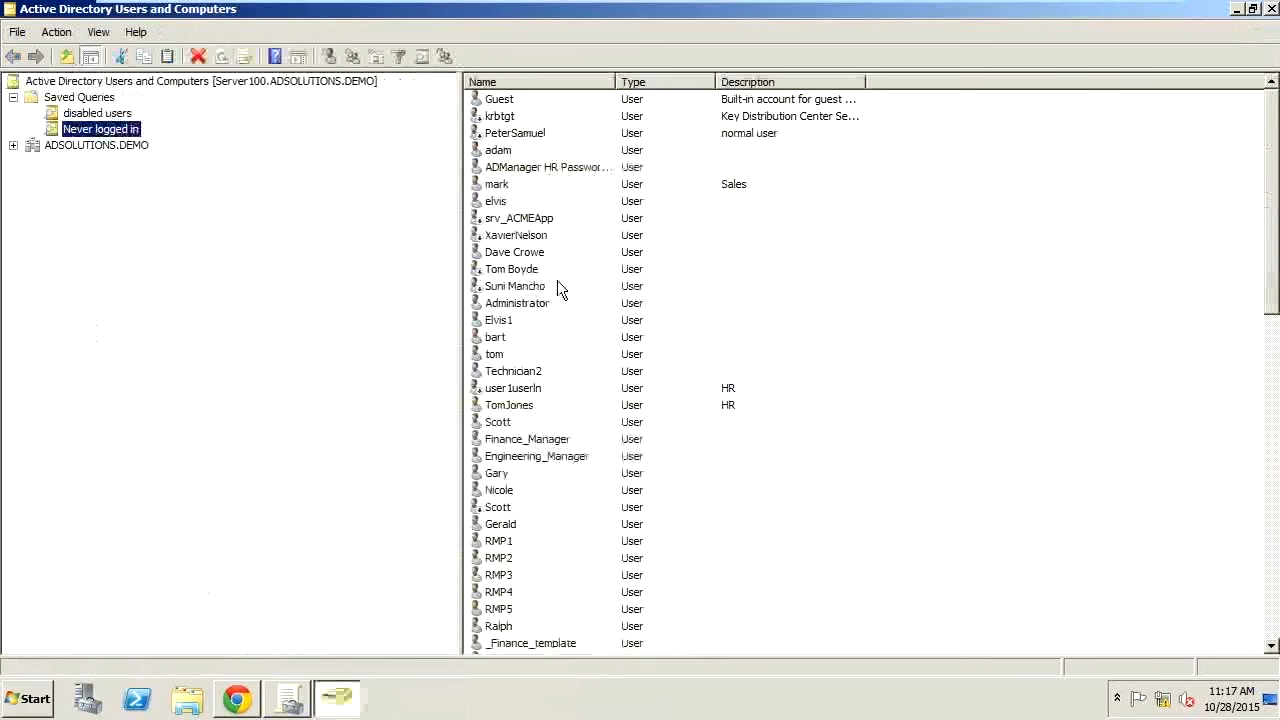 Active Directory Users and Computers
File Action View Help
Active Directory Users and Computers [Server100.ADSOLUTIONS.DEMO]
Saved Queries
disabled users
Never logged in
ADSOLUTIONS.DEMO
Name Type Description
Guest User Built-in account for guest ...
krbtgt User Key Distribution Center Se...
PeterSamuel User normal user
adam User
ADManager HR Passwor... User
mark User Sales
elvis User
srv_ACMEApp User
XavierNelson User
Dave Crowe User
Tom Boyde User
Suni Mancho User
Administrator User
Elvis1 User
bart User
tom User
Technician2 User
user1userln User HR
TomJones User HR
Scott User
Finance_Manager User
Engineering_Manager User
Gary User
Nicole User
Scott User
Gerald User
RMP1 User
RMP2 User
RMP3 User
RMP4 User
RMP5 User
Ralph User
_Finance_template User
Start
11:17 AM
10/28/2015